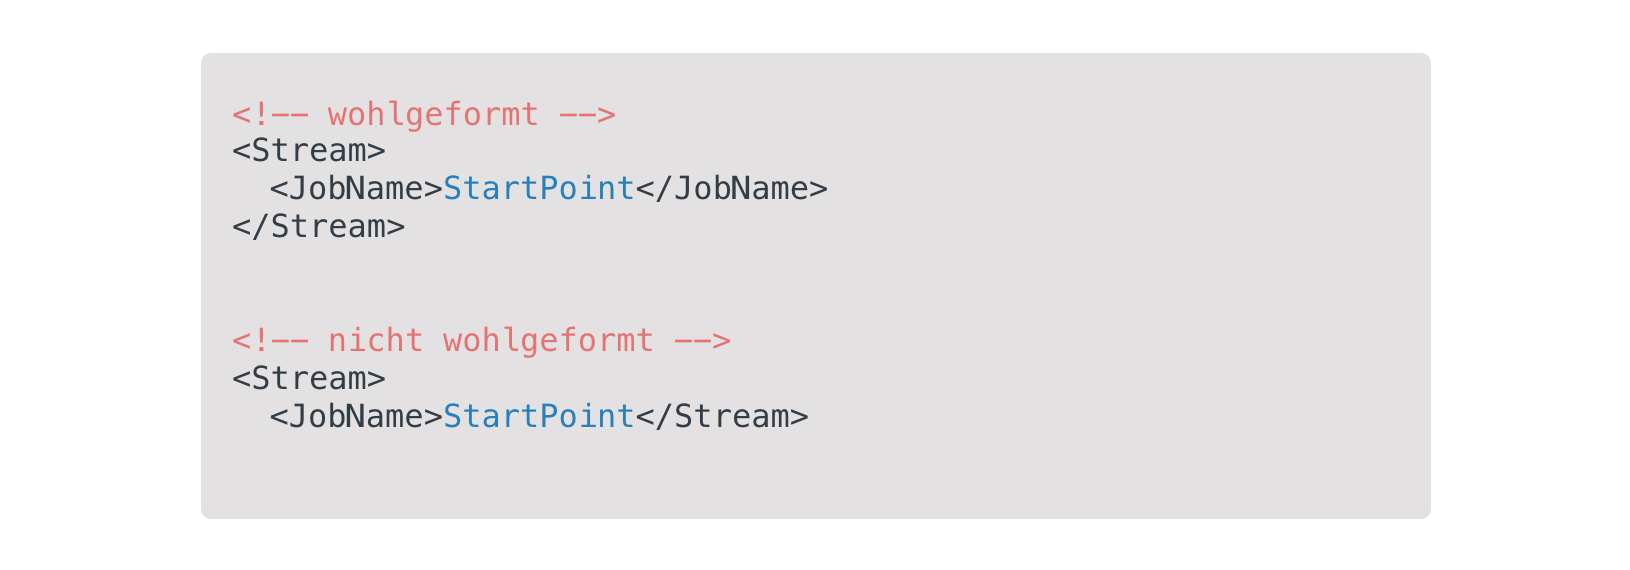 <!-- wohlgeformt -->
<Stream>
  <JobName>StartPoint</JobName>
</Stream>
<!-- nicht wohlgeformt -->
<Stream>
  <JobName>StartPoint</Stream>